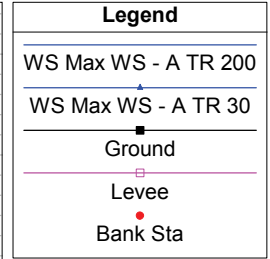 Legend
WS Max WS - A TR 200
WS Max WS - A TR 30
Ground
Levee
Bank Sta